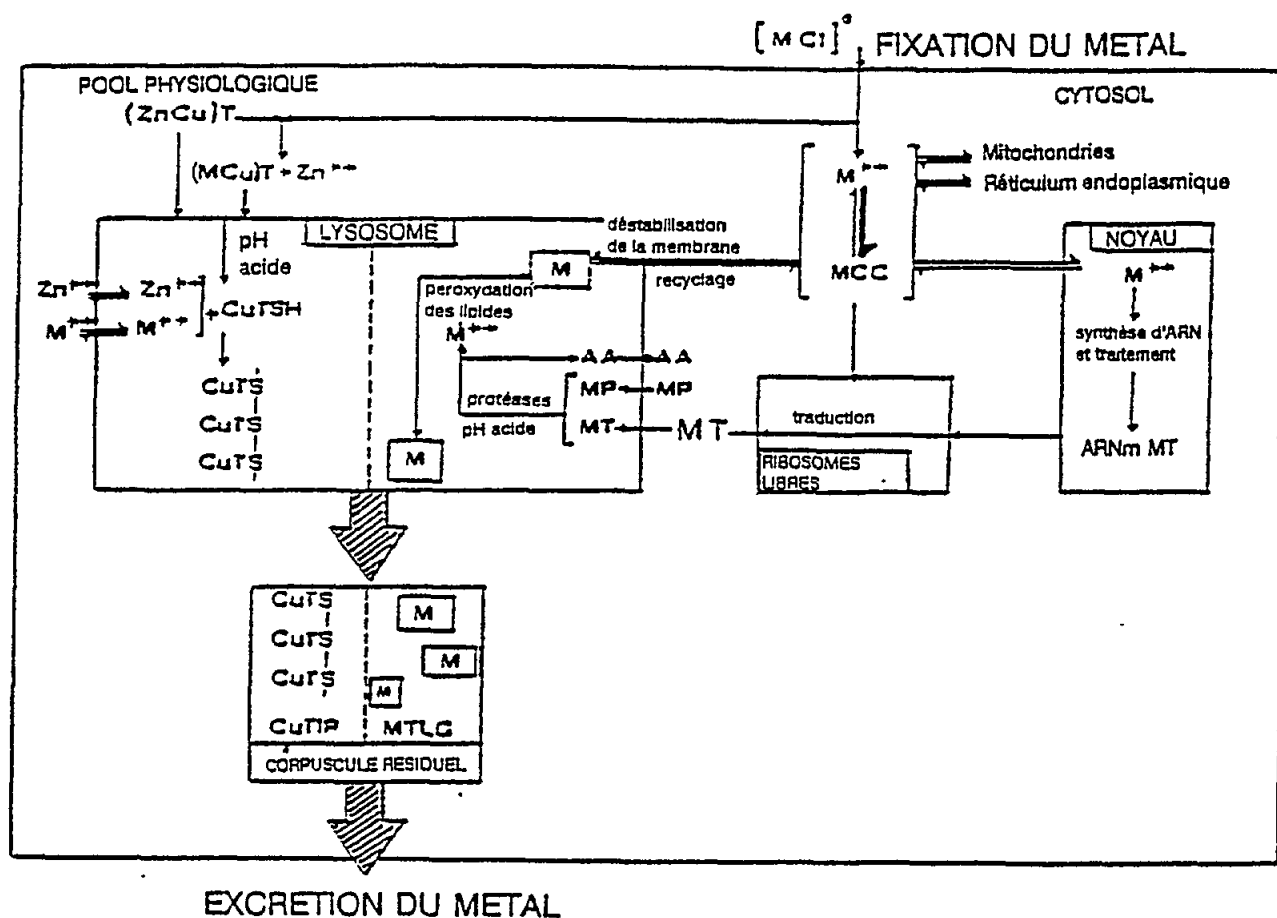 [MCl]° FIXATION DU METAL
POOL PHYSIOLOGIQUE
(ZnCu)T
CYTOSOL
(MCu)T + Zn⁺⁺
M⁺⁺
Mitochondries
Réticulum endoplasmique
LYSOSOME
pH
acide
déstabilisation
de la membrane
recyclage
MCC
NOYAU
M⁺⁺
synthèse d'ARN
et traitement
ARNm MT
M
peroxydation
des lipides
M⁺⁺
Zn⁺⁺ Zn⁺⁺
M⁺⁺ M⁺⁺
+CuTSH
CuTS
CuTS
CuTS
AA AA
MP MP
MT MT
protéases
pH acide
traduction
RIBOSOMES
LIBRES
M
CuTS
CuTS
CuTS
M
M
M
CuTIP MTLG
CORPUSCULE RESIDUEL
EXCRETION DU METAL